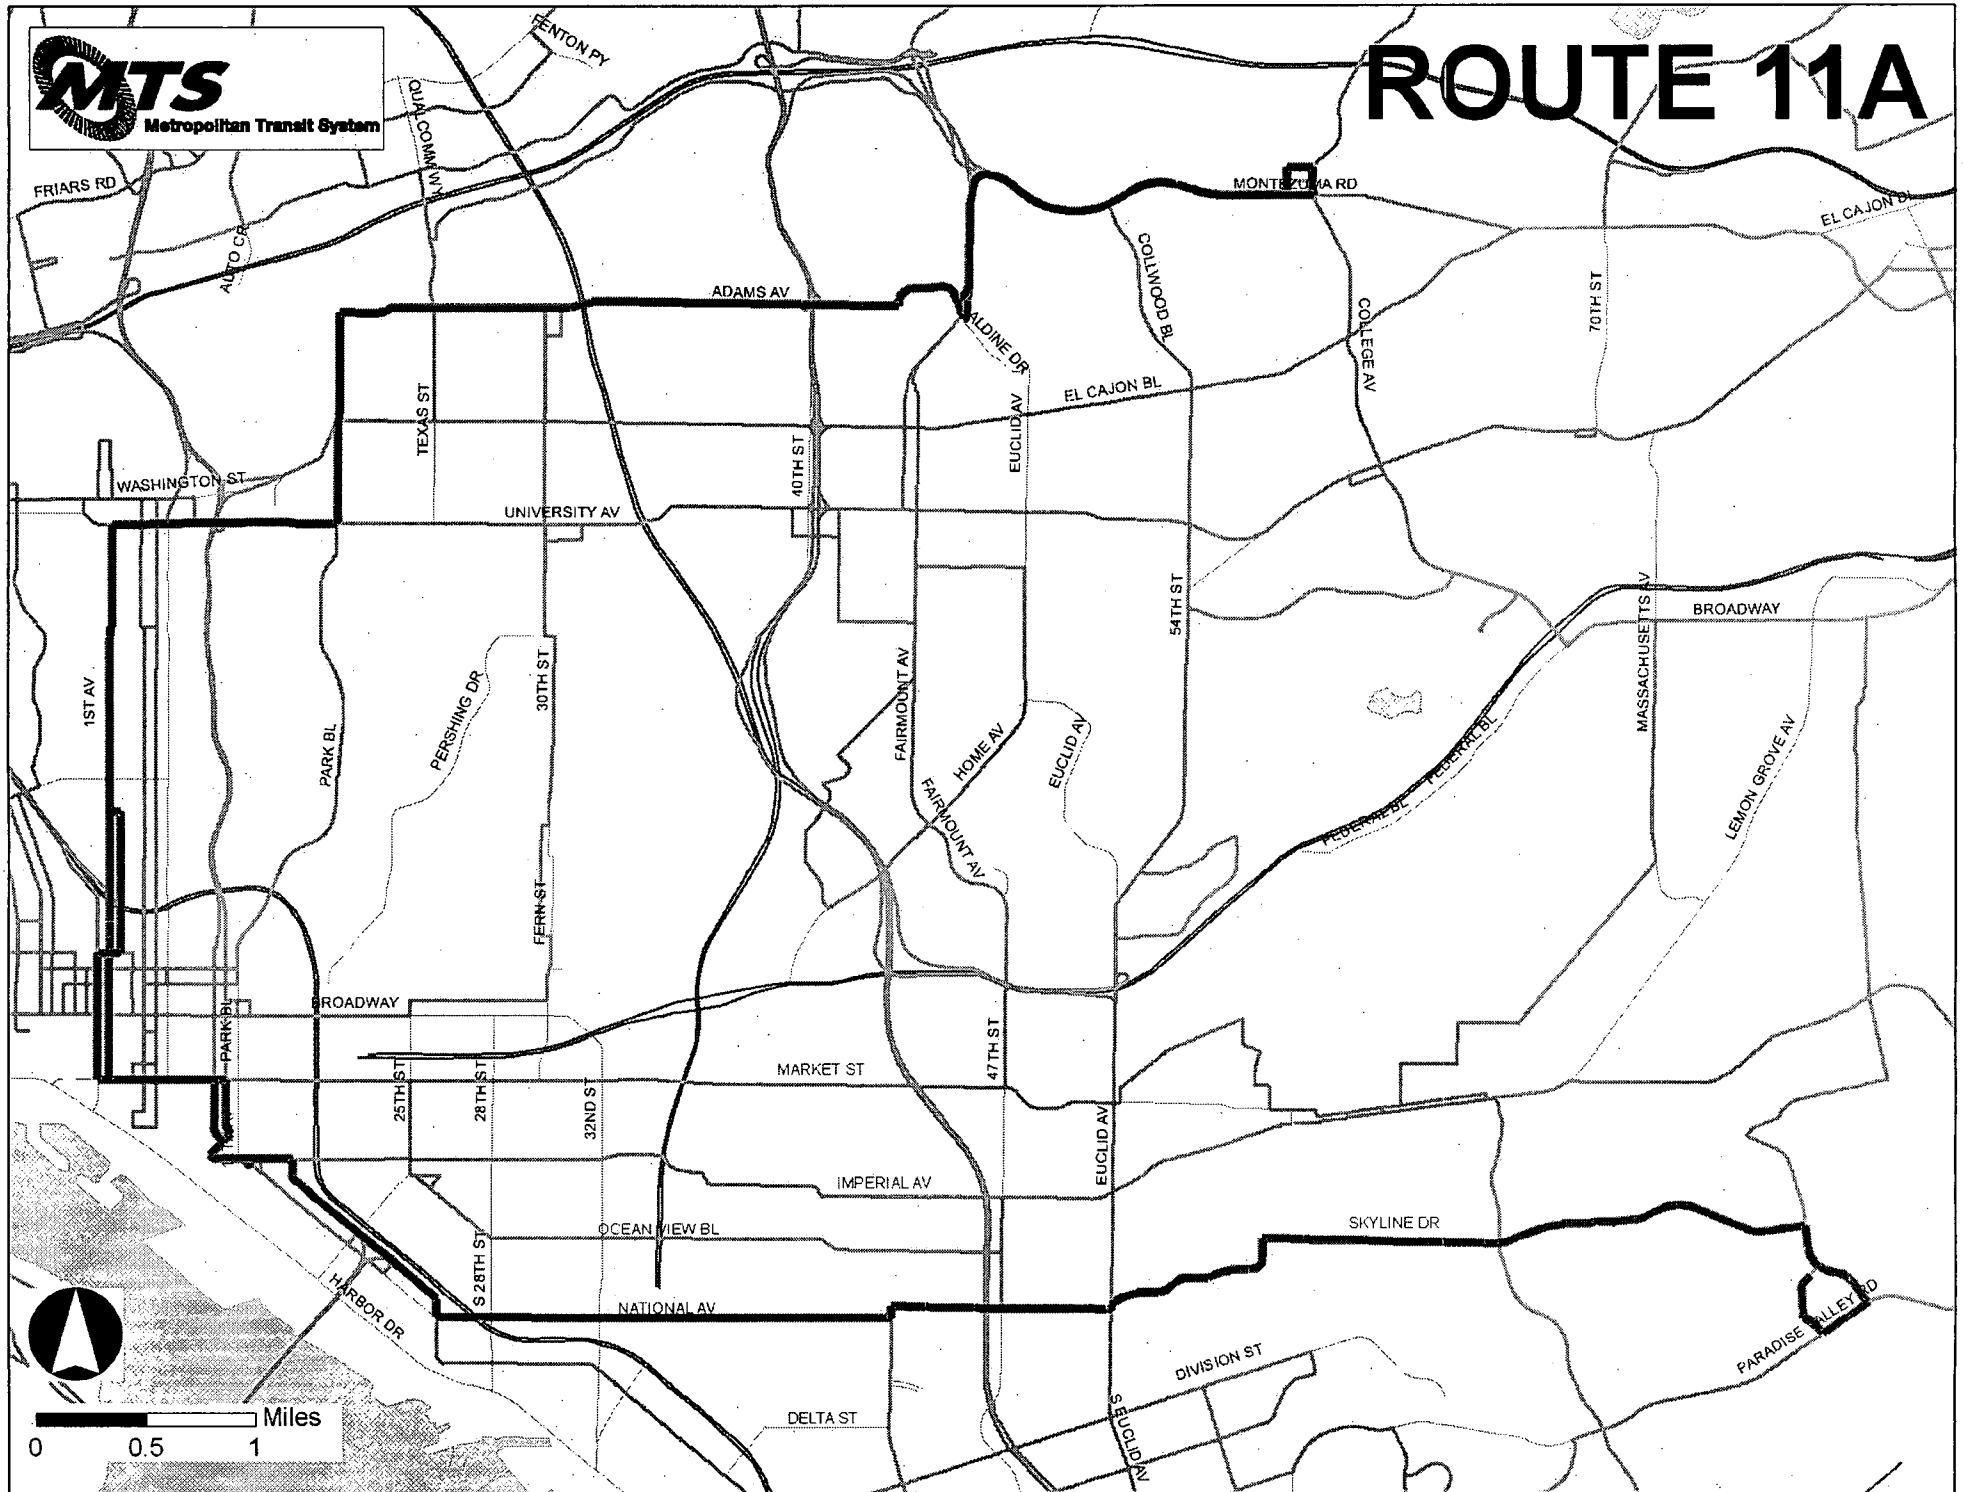 ROUTE 11A
MTS
Metropolitan Transit System
FENTON PY
QUALCOMM WY
FRIARS RD
AUTO CR
MONTEZUMA RD
EL CAJON BL
COLLWOOD BL
70TH ST
ADAMS AV
ALDINE DR
COLLEGE AV
TEXAS ST
EL CAJON BL
EUCLID AV
40TH ST
WASHINGTON ST
UNIVERSITY AV
54TH ST
MASSACHUSETTS AV
BROADWAY
1ST AV
PARK BL
PERSHING DR
30TH ST
FAIRMOUNT AV
HOME AV
EUCLID AV
FEDERAL BL
FEDERAL BL
LEMON GROVE AV
FAIRMOUNT AV
FERN ST
BROADWAY
PARK BL
25TH ST
28TH ST
32ND ST
MARKET ST
47TH ST
EUCLID AV
IMPERIAL AV
OCEAN VIEW BL
S 28TH ST
SKYLINE DR
HARBOR DR
NATIONAL AV
PARADISE VALLEY RD
DIVISION ST
S EUCLID AV
DELTA ST
Miles
0 0.5 1